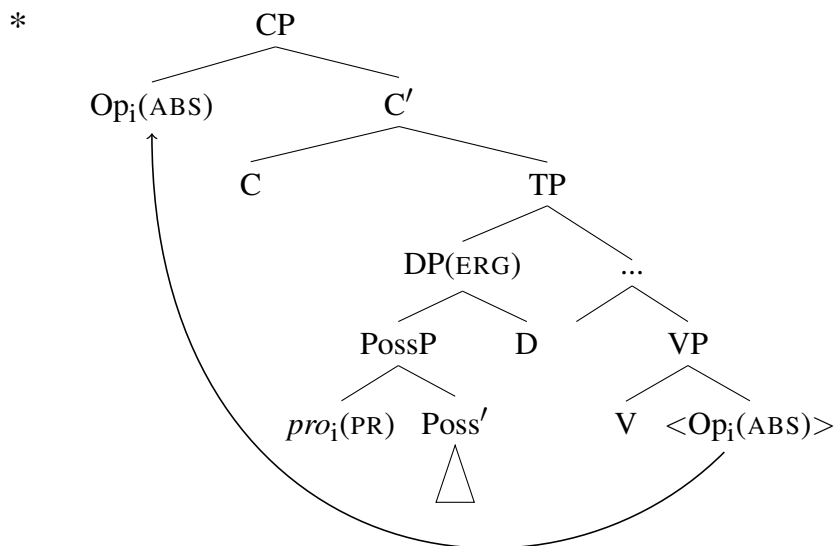 * CP
Opᵢ(ABS) C′
C TP
DP(ERG) ...
PossP D VP
proᵢ(PR) Poss′ V <Opᵢ(ABS)>